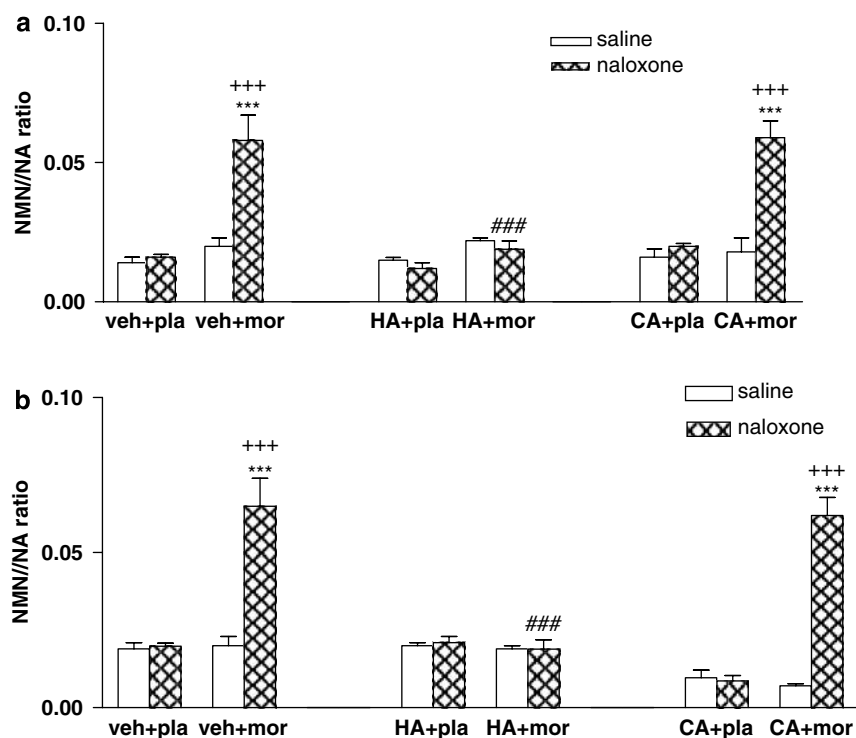 a
0.10
saline
naloxone
+++
***
+++
***
NMN//NA ratio
0.05
###
0.00
veh+pla veh+mor HA+pla HA+mor CA+pla CA+mor
b
0.10
saline
naloxone
+++
***
+++
***
NMN//NA ratio
0.05
###
0.00
veh+pla veh+mor HA+pla HA+mor CA+pla CA+mor